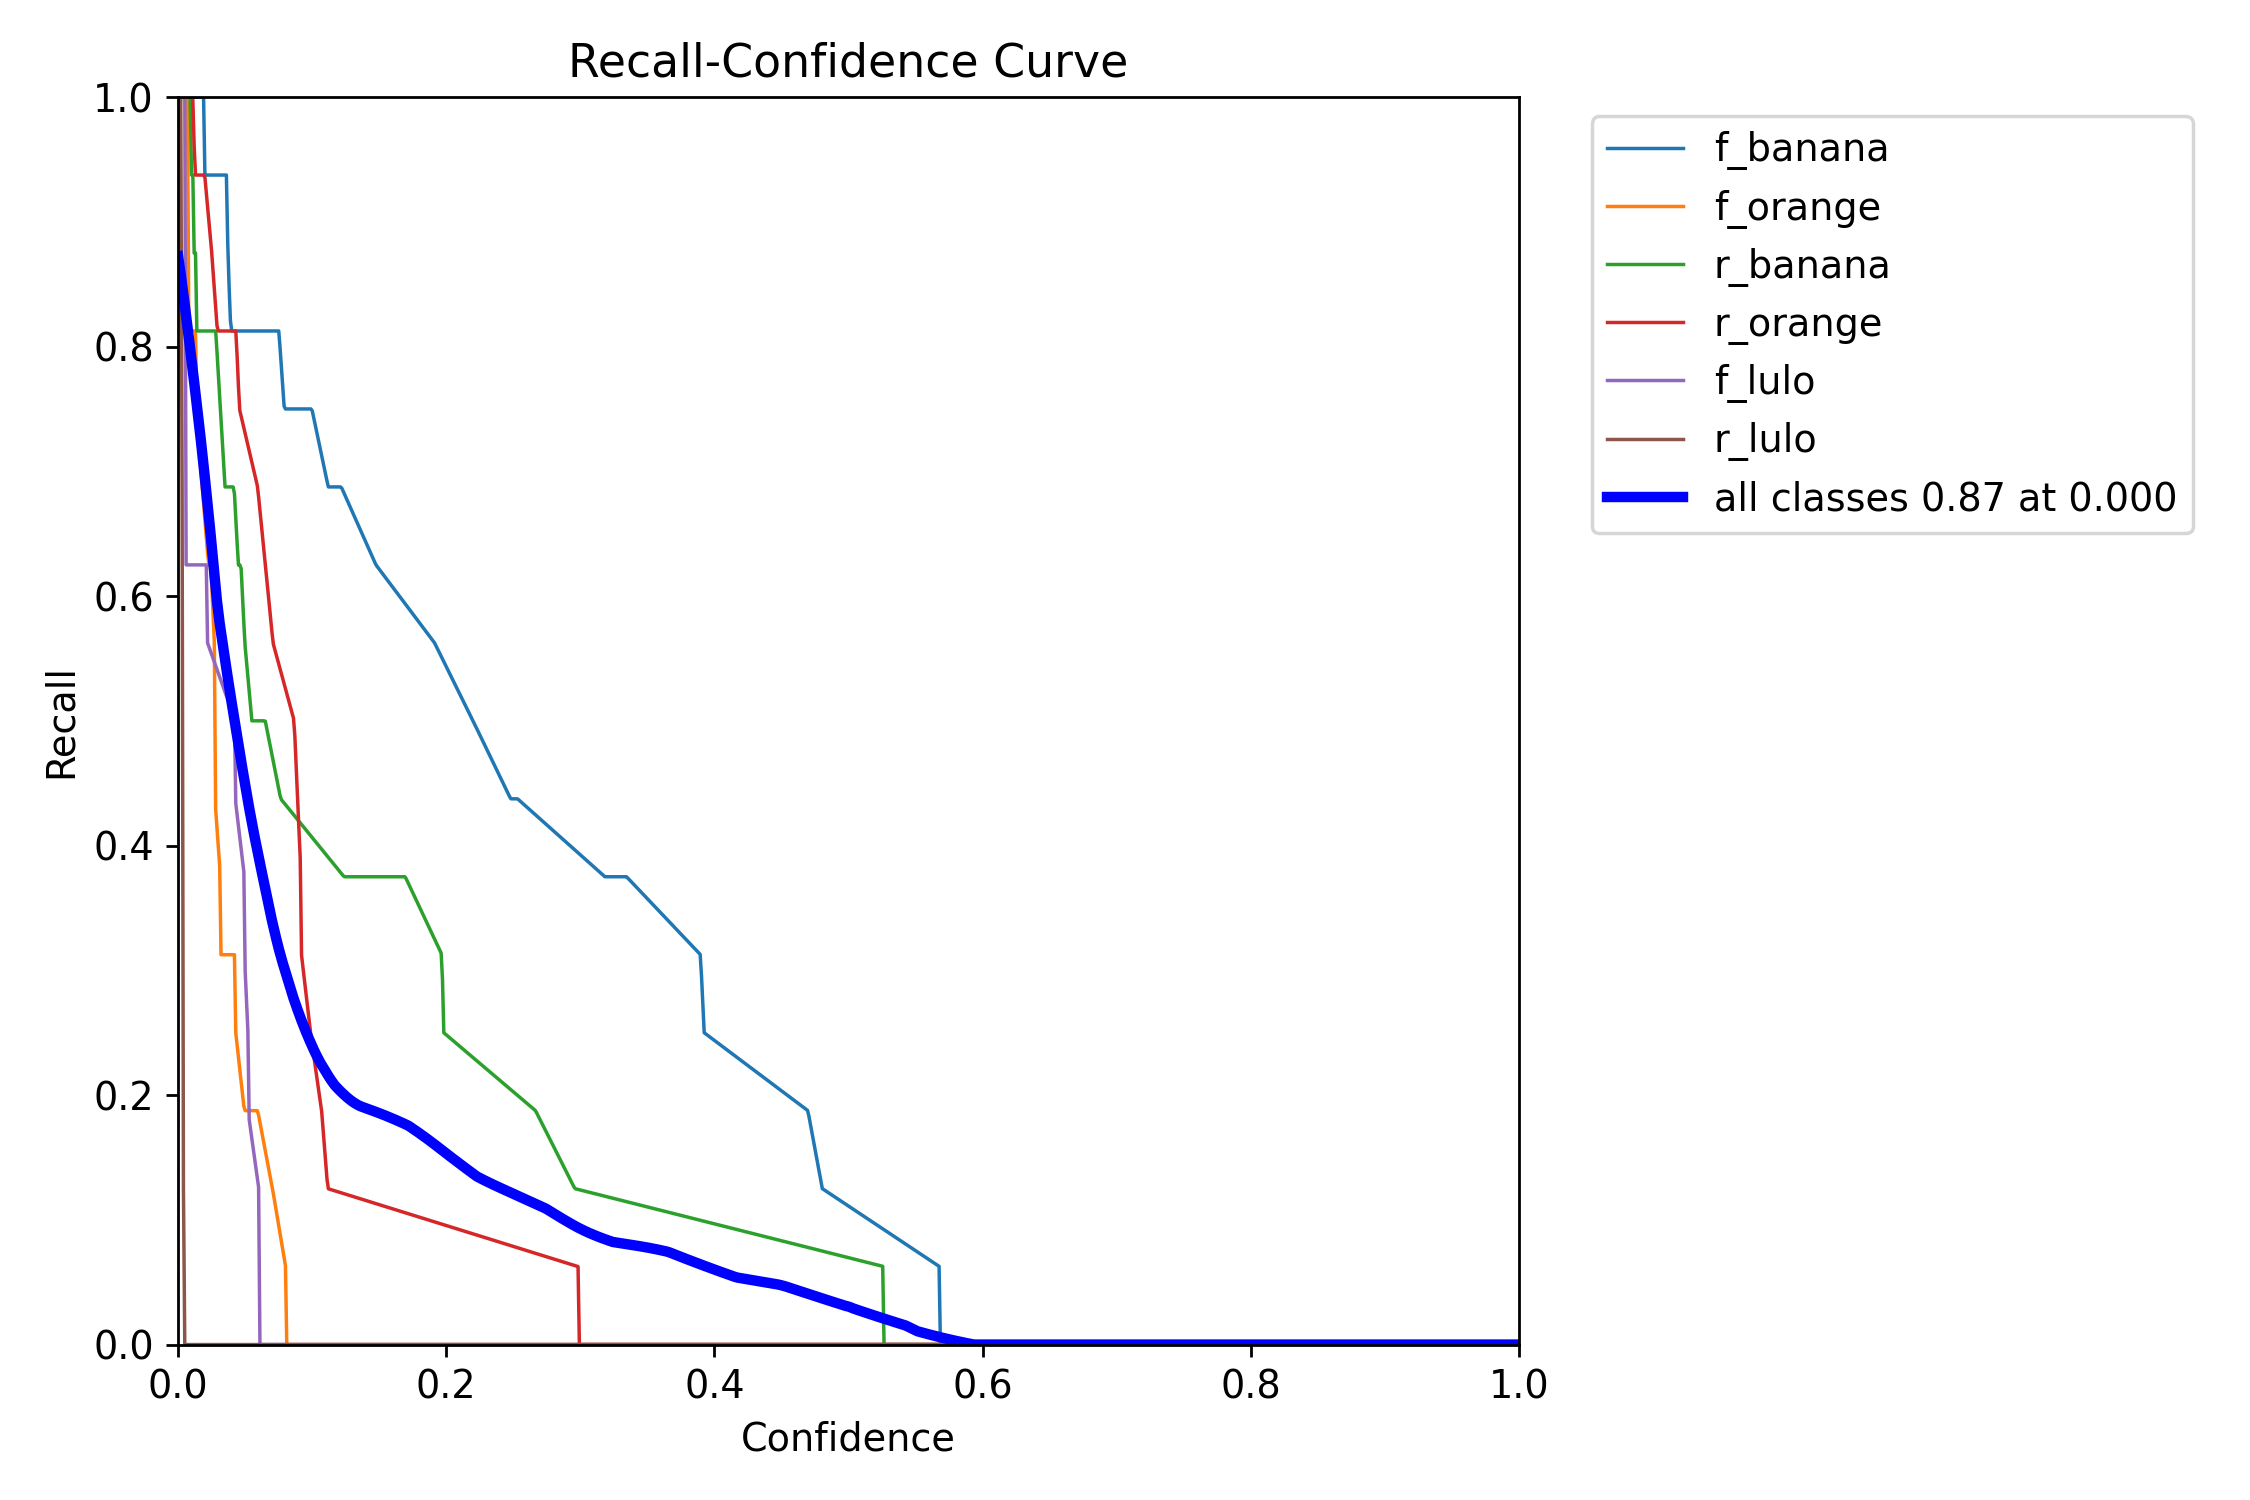 Recall-Confidence Curve
1.0
0.8
0.6
0.4
0.2
0.0
Recall
0.0 0.2 0.4 0.6 0.8 1.0
Confidence
f_banana
f_orange
r_banana
r_orange
f_lulo
r_lulo
all classes 0.87 at 0.000